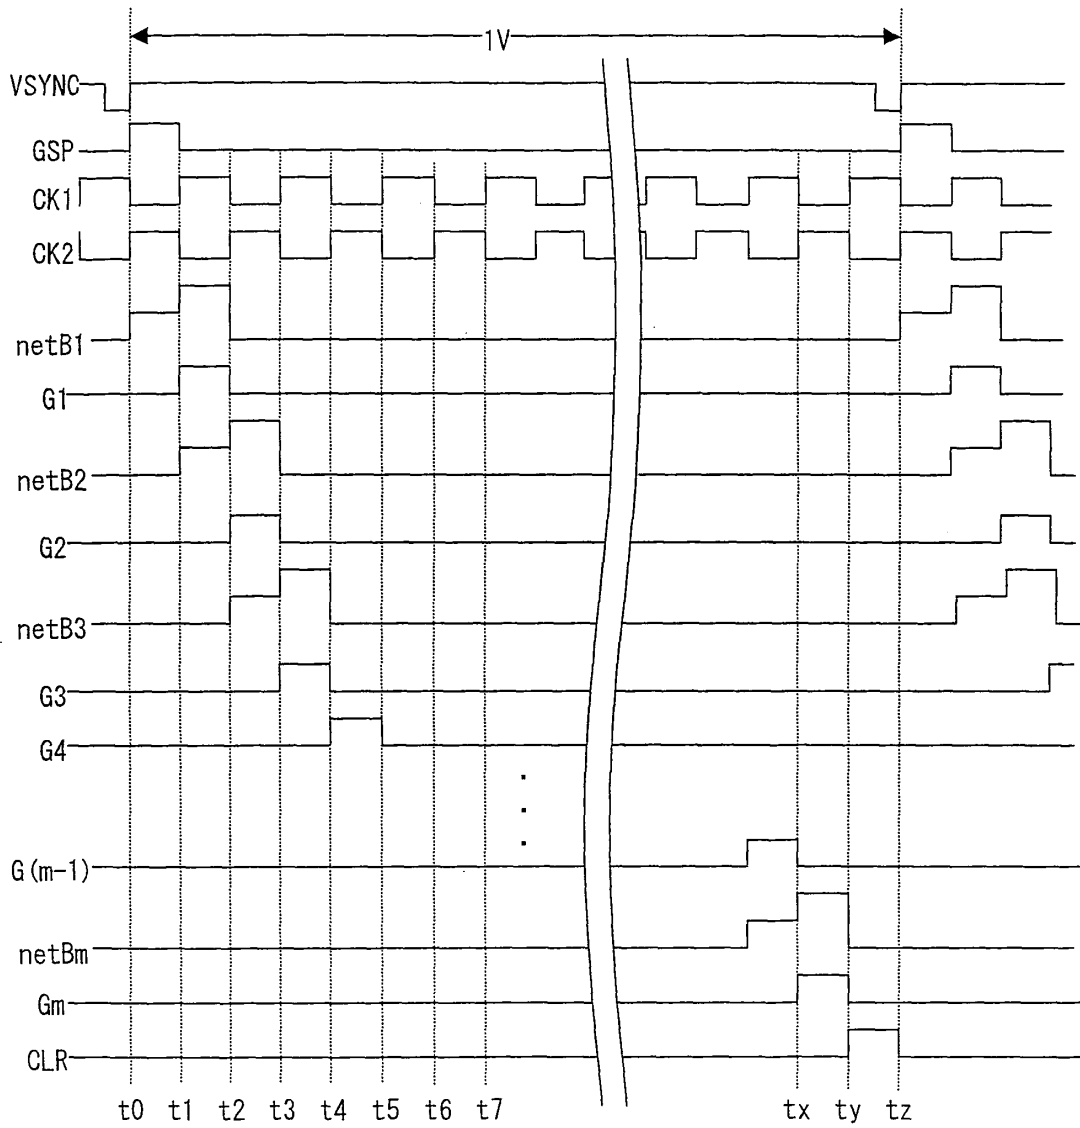 1V
VSYNC
GSP
CK1
CK2
netB1
G1
netB2
G2
netB3
G3
G4
G(m-1)
netBm
Gm
CLR
t0 t1 t2 t3 t4 t5 t6 t7 tx ty tz